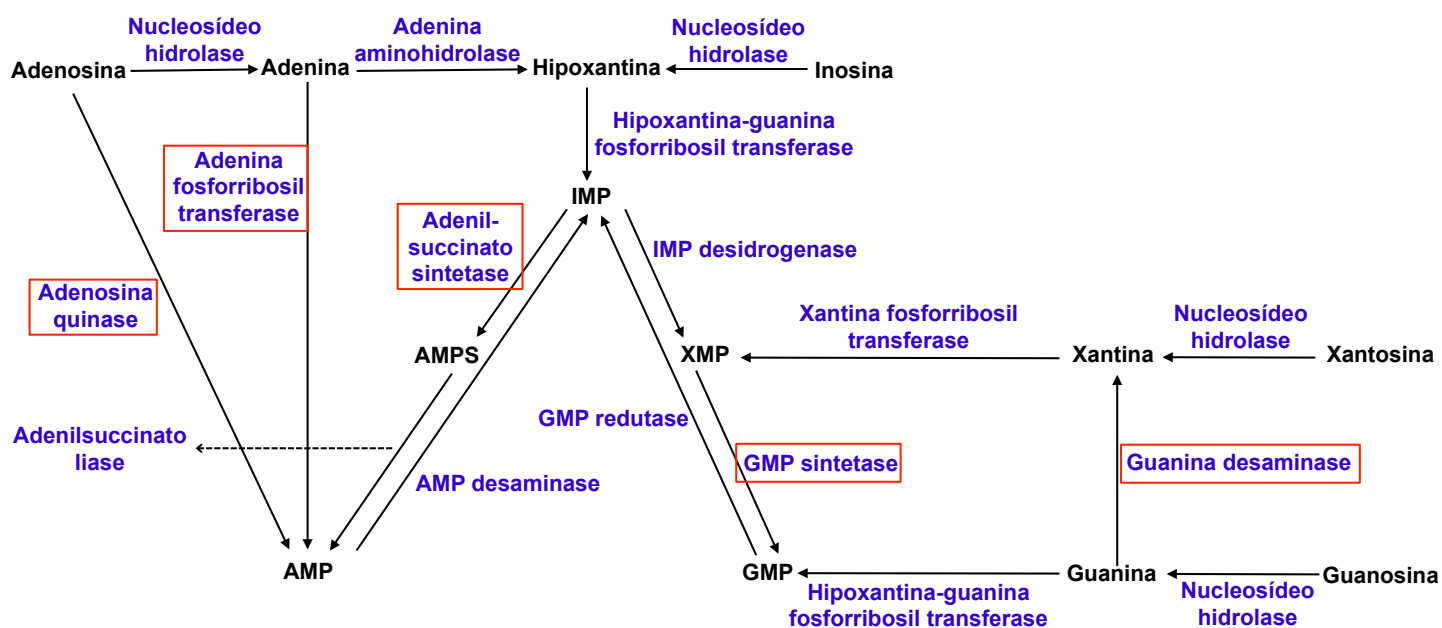 Nucleosídeo
hidrolase
Adenina
aminohidrolase
Nucleosídeo
hidrolase
Adenosina
Adenina
Hipoxantina
Inosina
Hipoxantina-guanina
fosforribosil transferase
Adenina
fosforribosil
transferase
IMP
Adenil-
succinato
sintetase
IMP desidrogenase
Adenosina
quinase
Xantina fosforribosil
transferase
Nucleosídeo
hidrolase
AMPS
XMP
Xantina
Xantosina
GMP redutase
Adenilsuccinato
liase
GMP sintetase
Guanina desaminase
AMP desaminase
AMP
GMP
Guanina
Guanosina
Hipoxantina-guanina
fosforribosil transferase
Nucleosídeo
hidrolase